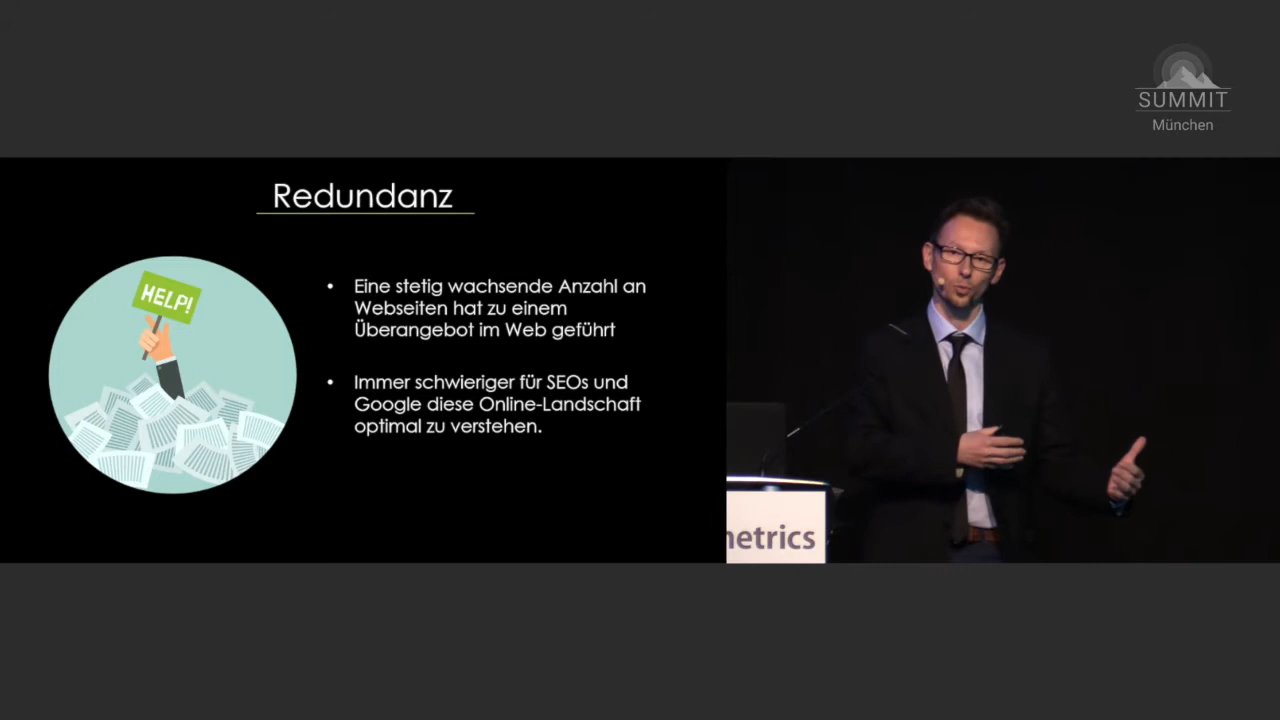 SUMMIT
München
Redundanz
HELP!
• Eine stetig wachsende Anzahl an
Webseiten hat zu einem
Überangebot im Web geführt
• Immer schwieriger für SEOs und
Google diese Online-Landschaft
optimal zu verstehen.
metrics